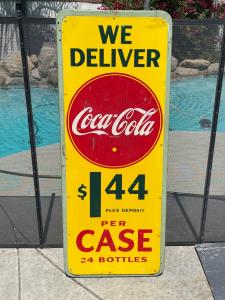 WE
DELIVER
Coca-Cola
$1.44
PLUS DEPOSIT
PER
CASE
24 BOTTLES